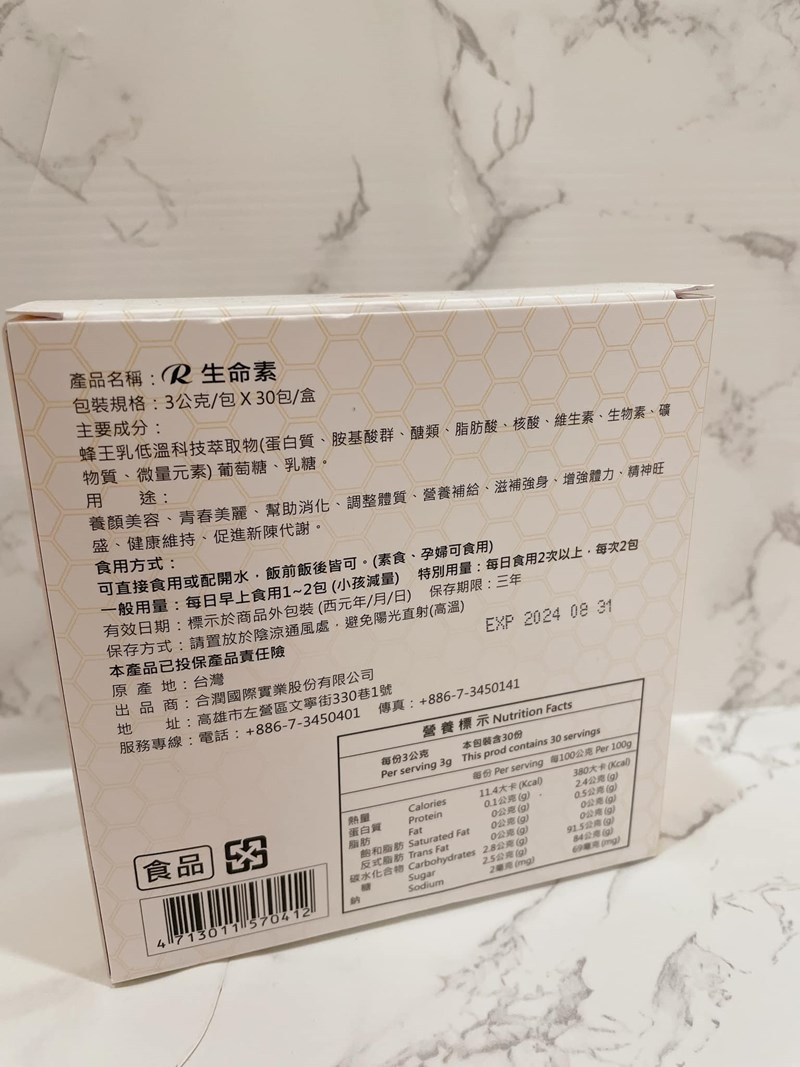 產品名稱：R 生命素
包裝規格：3公克/包 X 30包/盒
主要成分：
蜂王乳低溫科技萃取物(蛋白質、胺基酸群、醣類、脂肪酸、核酸、維生素、生物素、礦
物質、微量元素) 葡萄糖、乳糖。
用 途：
養顏美容、青春美麗、幫助消化、調整體質、營養補給、滋補強身、增強體力、精神旺
盛、健康維持、促進新陳代謝。
食用方式：
可直接食用或配開水，飯前飯後皆可。(素食、孕婦可食用)
一般用量：每日早上食用1~2包 (小孩減量) 特別用量：每日食用2次以上，每次2包
有效日期：標示於商品外包裝 (西元年/月/日) 保存期限：三年
保存方式：請置放於陰涼通風處，避免陽光直射(高溫)
EXP 2024 08 31
本產品已投保產品責任險
原 產 地：台灣
出 品 商：合潤國際實業股份有限公司
地 址：高雄市左營區文寧街330巷1號
服務專線：電話：+886-7-3450401 傳真：+886-7-3450141
營 養 標 示 Nutrition Facts
每份3公克 本包裝含30份
Per serving 3g This prod contains 30 servings
每份 Per serving 每100公克 Per 100g
熱量 Calories 11.4大卡 (Kcal) 380大卡 (Kcal)
蛋白質 Protein 0.1公克 (g) 2.4公克 (g)
脂肪 Fat 0公克 (g) 0.5公克 (g)
飽和脂肪 Saturated Fat 0公克 (g) 0公克 (g)
反式脂肪 Trans Fat 0公克 (g) 0公克 (g)
碳水化合物 Carbohydrates 2.8公克 (g) 91.5公克 (g)
糖 Sugar 2.5公克 (g) 84公克 (g)
鈉 Sodium 2毫克 (mg) 69毫克 (mg)
食品
4 713011 570412